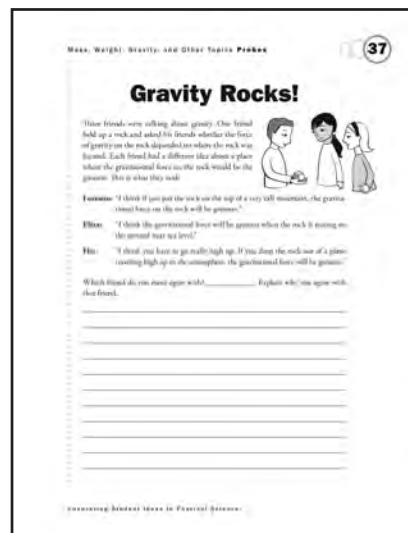 Mass, Weight, Gravity, and Other Topics Probes
37
Gravity Rocks!
Three friends were talking about gravity. One friend
held up a rock and asked his friends whether the force
of gravity on the rock depended on where the rock was
located. Each friend had a different idea about a place
where the gravitational force on the rock would be the
greatest. This is what they said:
"I think if you put the rock on the top of a very tall mountain, the gravita-
tional force on the rock will be greatest."
"I think the gravitational force will be greatest when the rock is resting on
the ground near sea level."
"I think you have to go really high up. If you drop the rock out of a plane
traveling high up in the atmosphere, the gravitational force will be greatest."
Which friend do you most agree with? Explain why you agree with
that friend.
Uncovering Student Ideas in Physical Science